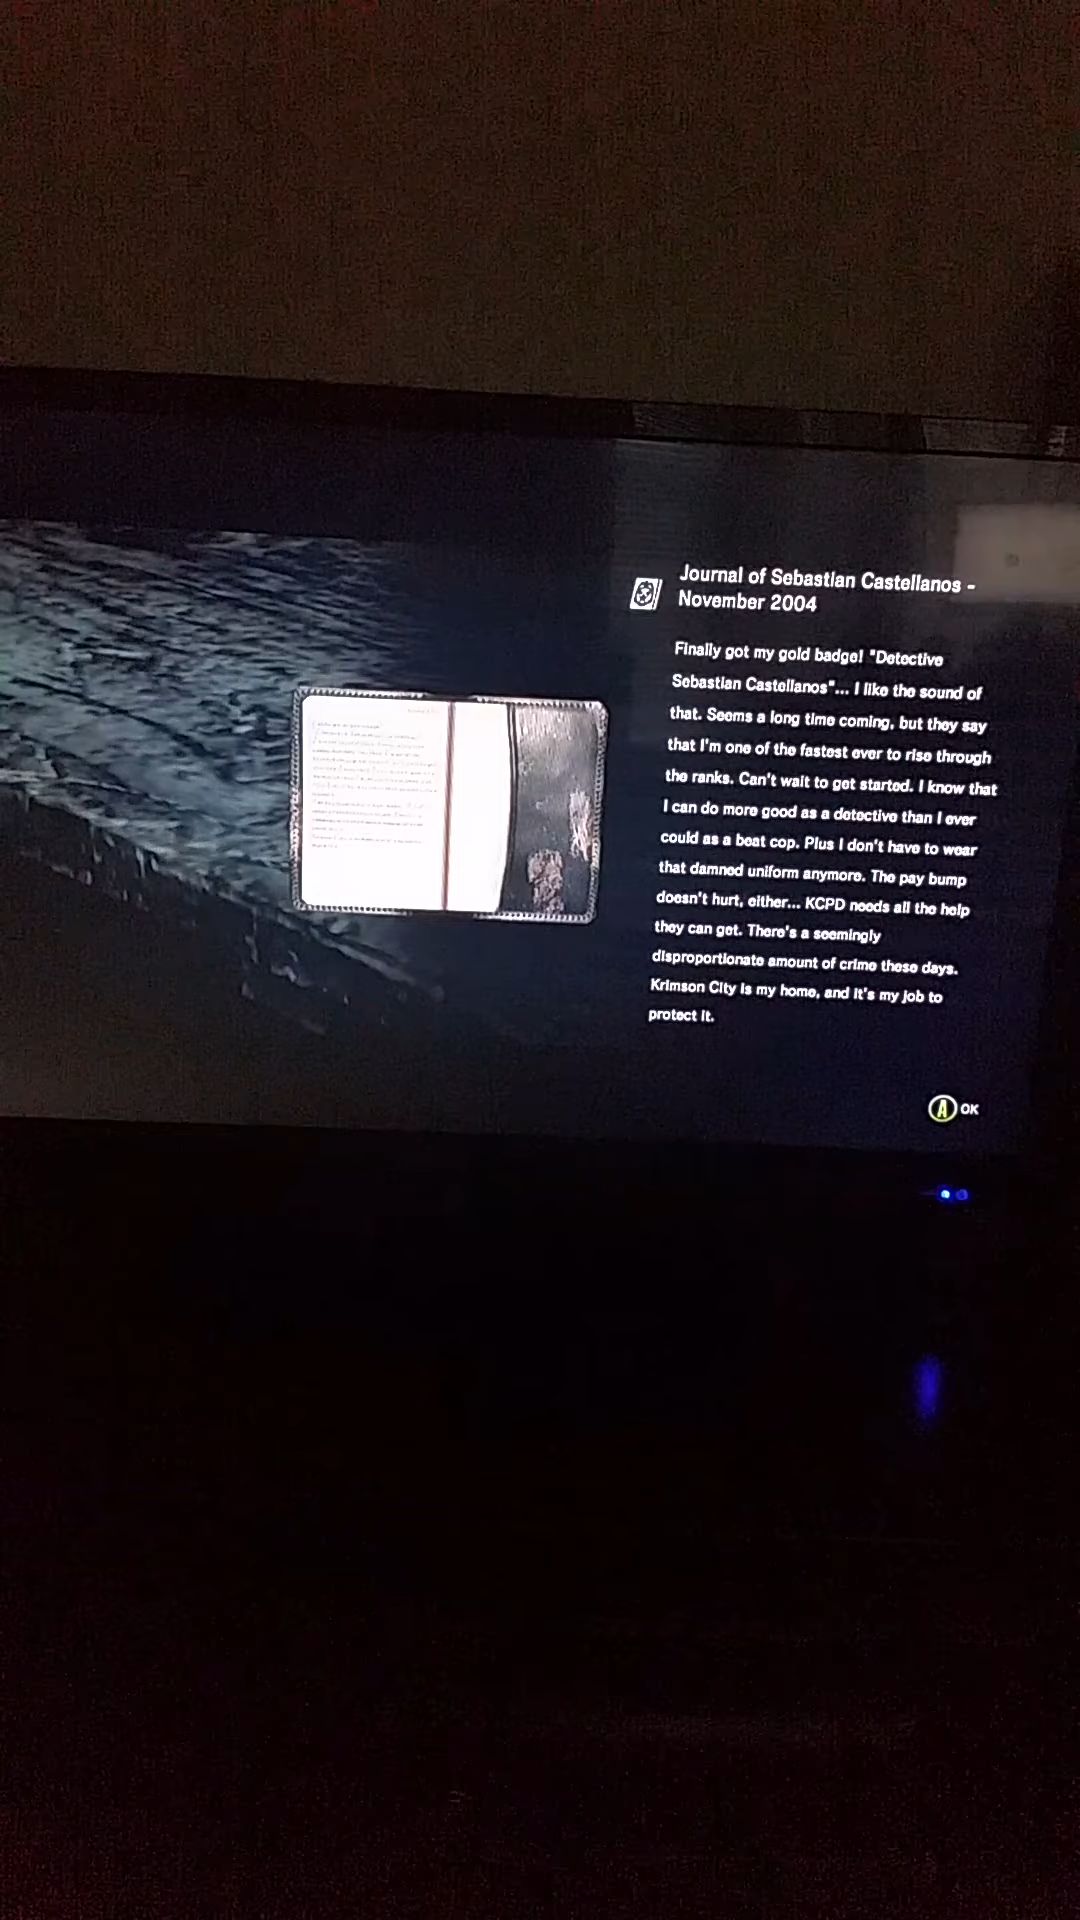 Journal of Sebastian Castellanos -
November 2004
Finally got my gold badge! "Detective
Sebastian Castellanos"... I like the sound of
that. Seems a long time coming, but they say
that I'm one of the fastest ever to rise through
the ranks. Can't wait to get started. I know that
I can do more good as a detective than I ever
could as a beat cop. Plus I don't have to wear
that damned uniform anymore. The pay bump
doesn't hurt, either... KCPD needs all the help
they can get. There's a seemingly
disproportionate amount of crime these days.
Krimson City is my home, and it's my job to
protect it.
A OK